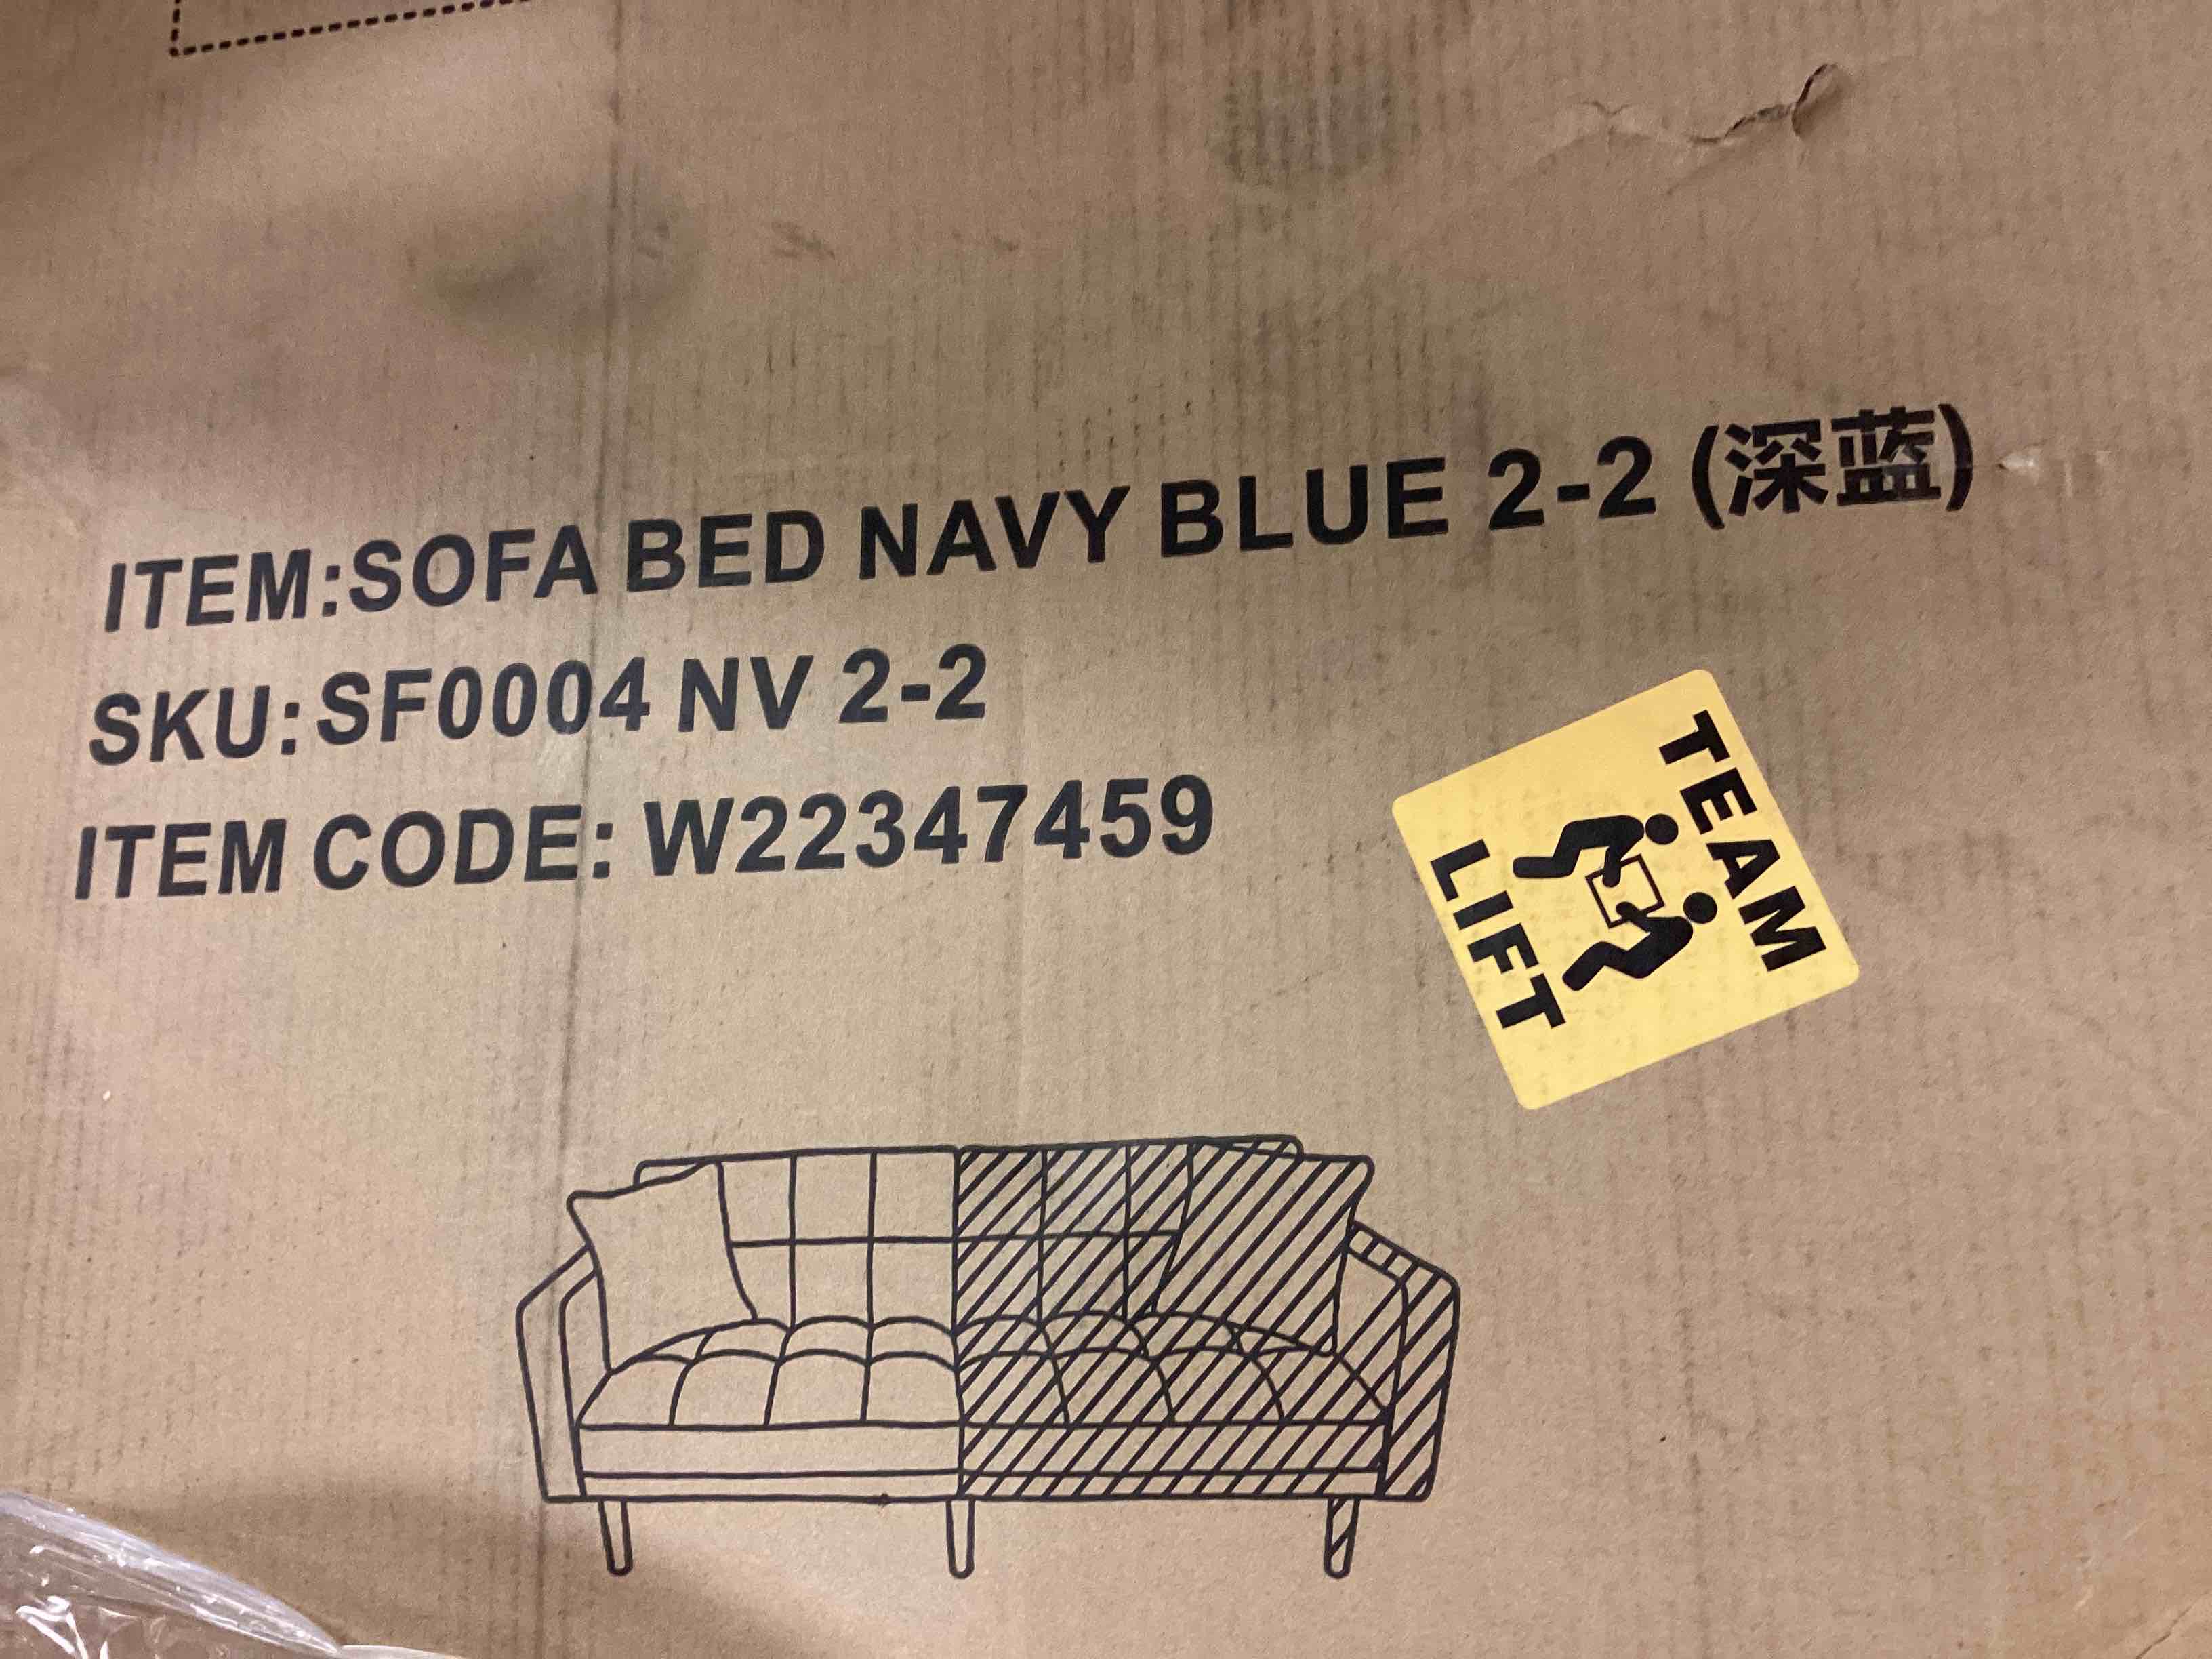 ITEM:SOFA BED NAVY BLUE 2-2 (深蓝)
SKU:SF0004 NV 2-2
ITEM CODE: W22347459
TEAM
LIFT